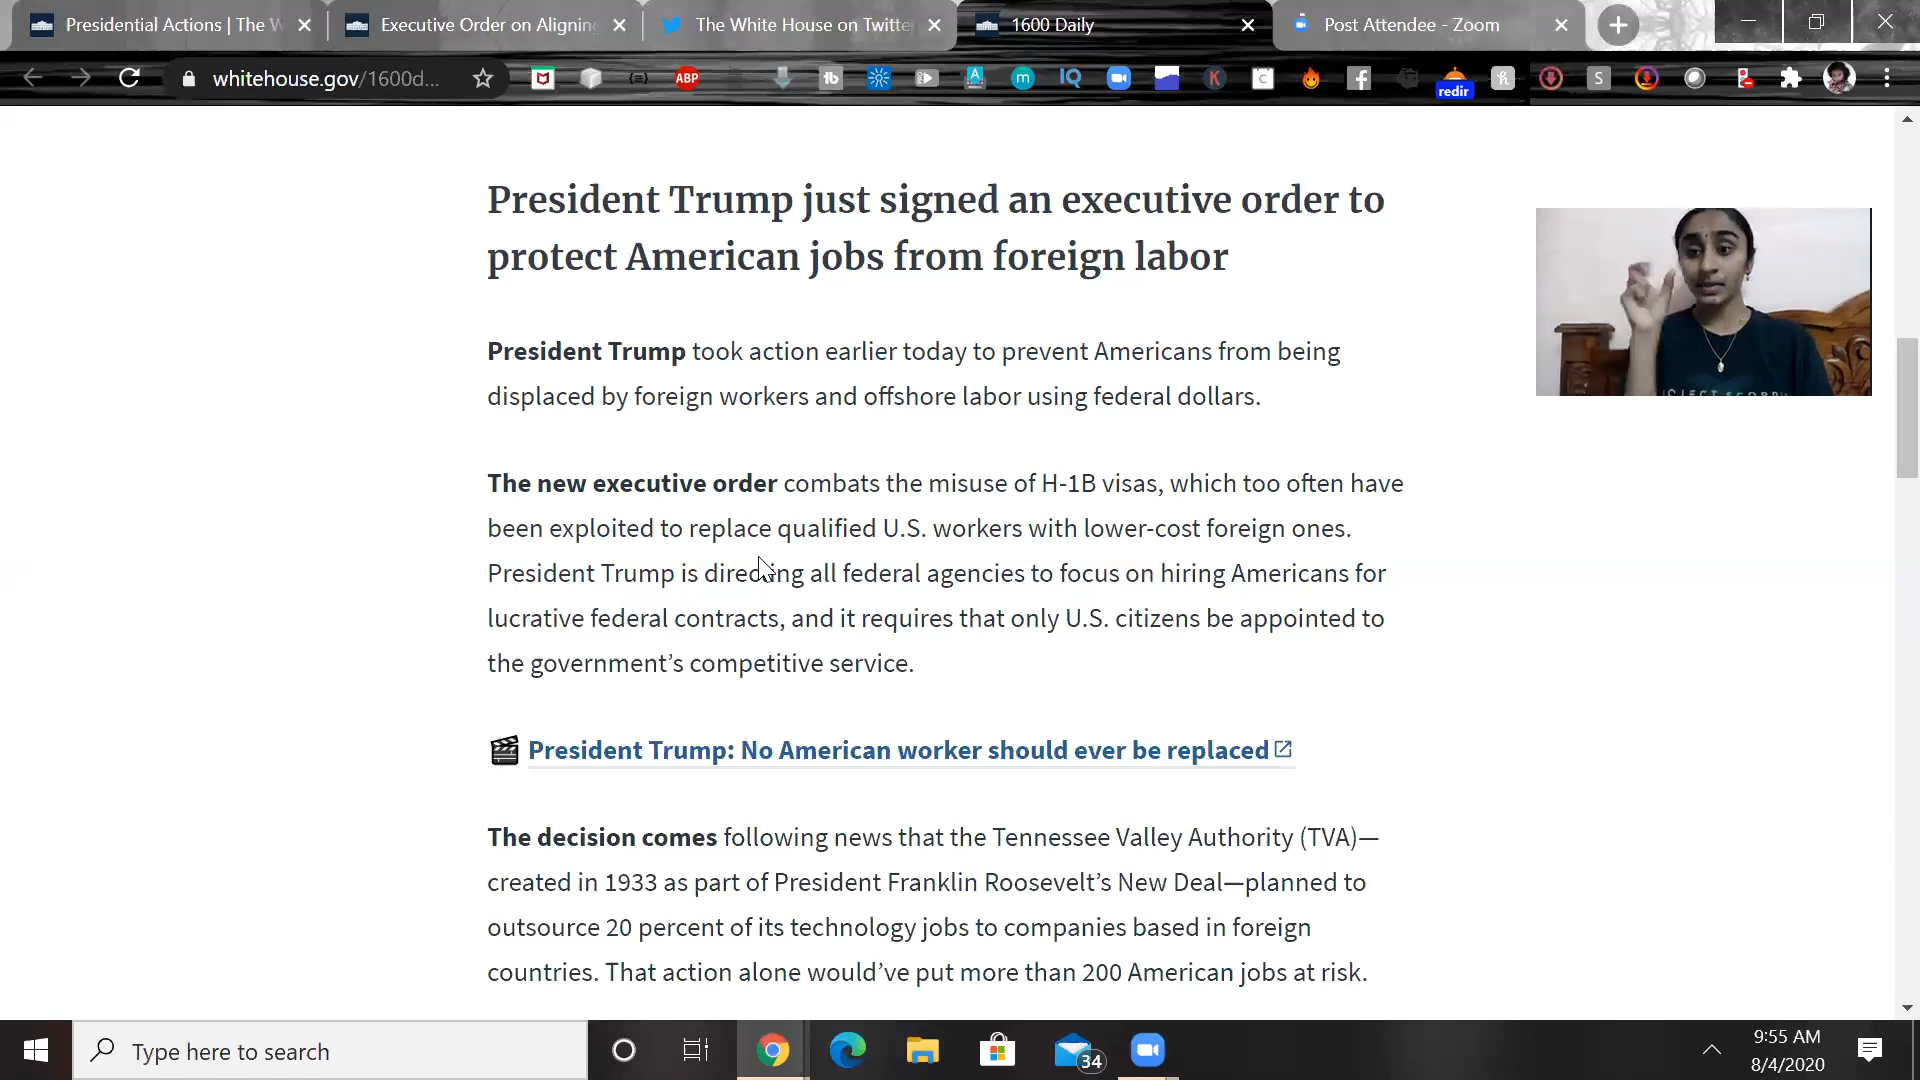 Presidential Actions | The W
Executive Order on Aligning
The White House on Twitte
1600 Daily
Post Attendee - Zoom
whitehouse.gov/1600d...
ABP
IQ
redir
President Trump just signed an executive order to
protect American jobs from foreign labor
President Trump took action earlier today to prevent Americans from being
displaced by foreign workers and offshore labor using federal dollars.
The new executive order combats the misuse of H-1B visas, which too often have
been exploited to replace qualified U.S. workers with lower-cost foreign ones.
President Trump is directing all federal agencies to focus on hiring Americans for
lucrative federal contracts, and it requires that only U.S. citizens be appointed to
the government’s competitive service.
President Trump: No American worker should ever be replaced
The decision comes following news that the Tennessee Valley Authority (TVA)—
created in 1933 as part of President Franklin Roosevelt’s New Deal—planned to
outsource 20 percent of its technology jobs to companies based in foreign
countries. That action alone would’ve put more than 200 American jobs at risk.
Type here to search
34
9:55 AM
8/4/2020